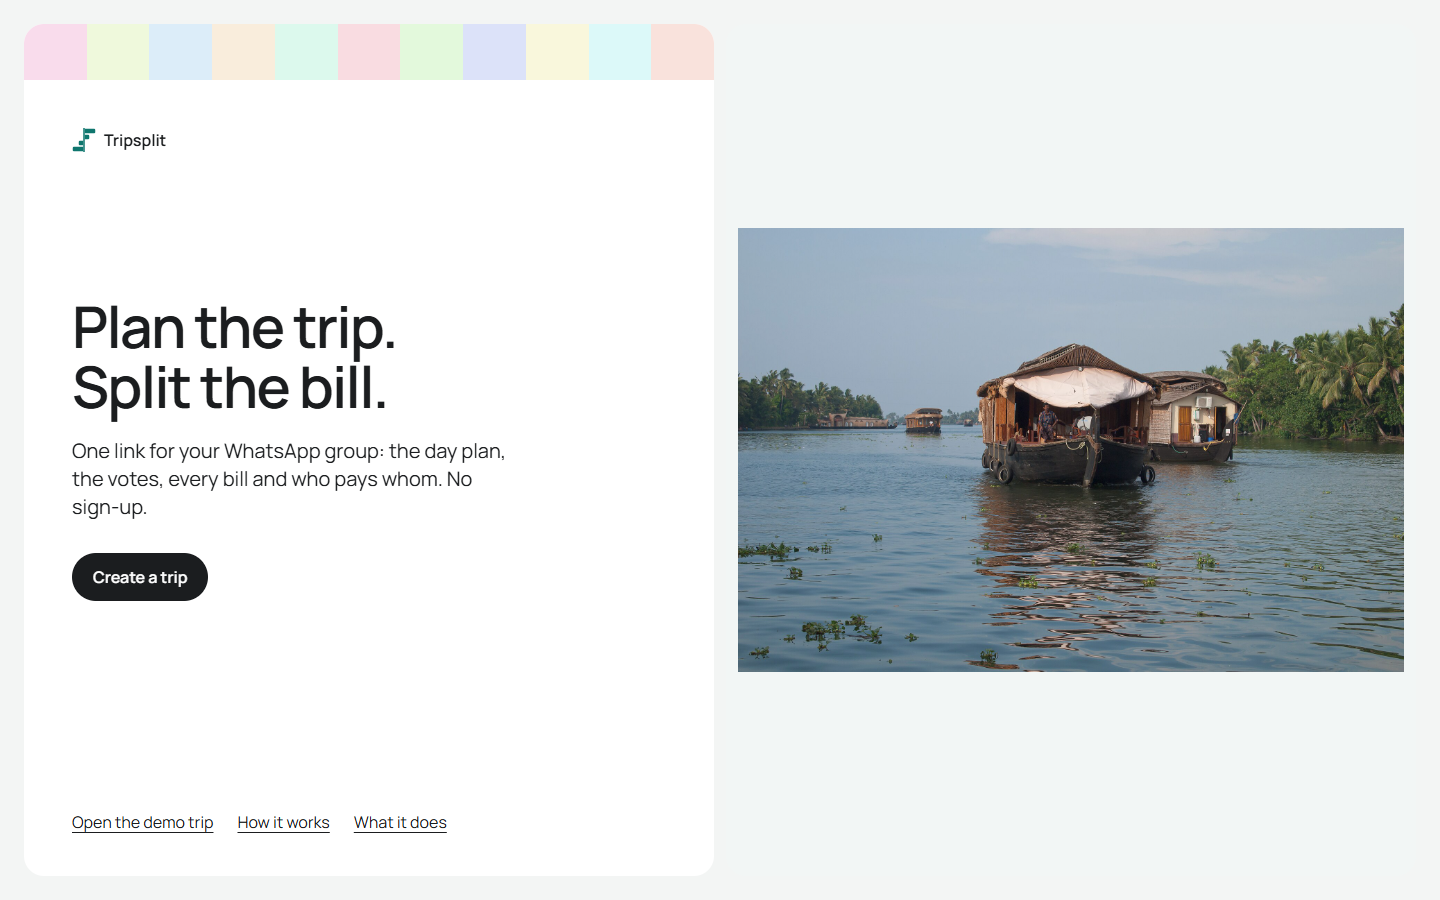 Tripsplit
Plan the trip.
Split the bill.
One link for your WhatsApp group: the day plan,
the votes, every bill and who pays whom. No
sign-up.
Create a trip
Open the demo trip How it works What it does